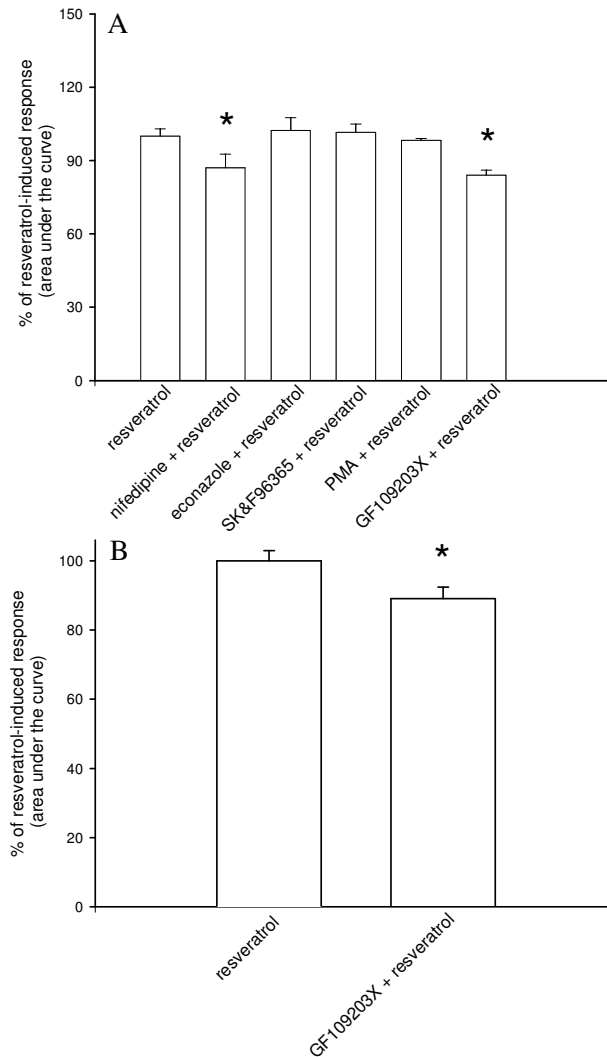 A
% of resveratrol-induced response
(area under the curve)
150
120
90
60
30
0
*
*
resveratrol
nifedipine + resveratrol
econazole + resveratrol
SK&F96365 + resveratrol
PMA + resveratrol
GF109203X + resveratrol
B
% of resveratrol-induced response
(area under the curve)
100
80
60
40
20
0
*
resveratrol
GF109203X + resveratrol